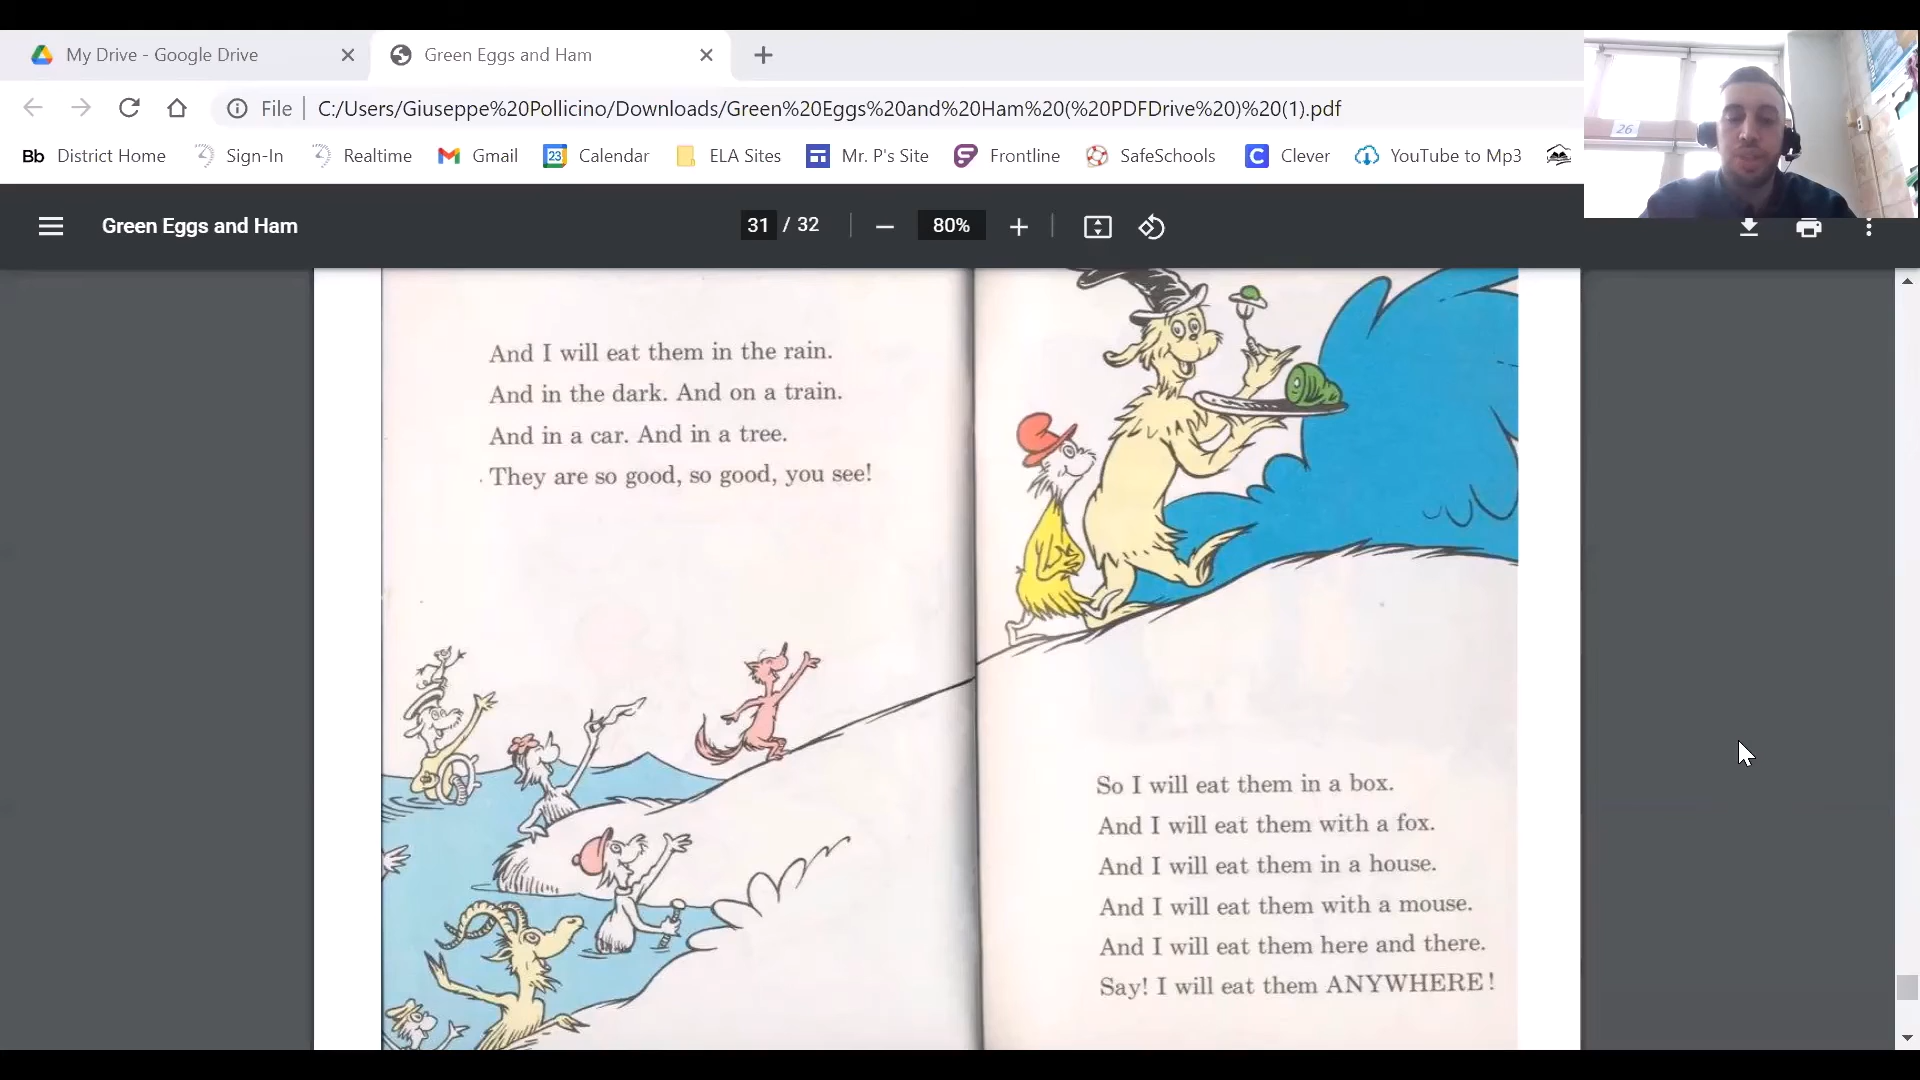 My Drive - Google Drive
Green Eggs and Ham
File
C:/Users/Giuseppe%20Pollicino/Downloads/Green%20Eggs%20and%20Ham%20(%20PDFDrive%20)%20(1).pdf
Bb District Home
Sign-In
Realtime
Gmail
23 Calendar
ELA Sites
Mr. P's Site
Frontline
SafeSchools
C Clever
YouTube to Mp3
26
Green Eggs and Ham
31 / 32
80%
And I will eat them in the rain.
And in the dark. And on a train.
And in a car. And in a tree.
They are so good, so good, you see!
So I will eat them in a box.
And I will eat them with a fox.
And I will eat them in a house.
And I will eat them with a mouse.
And I will eat them here and there.
Say! I will eat them ANYWHERE!